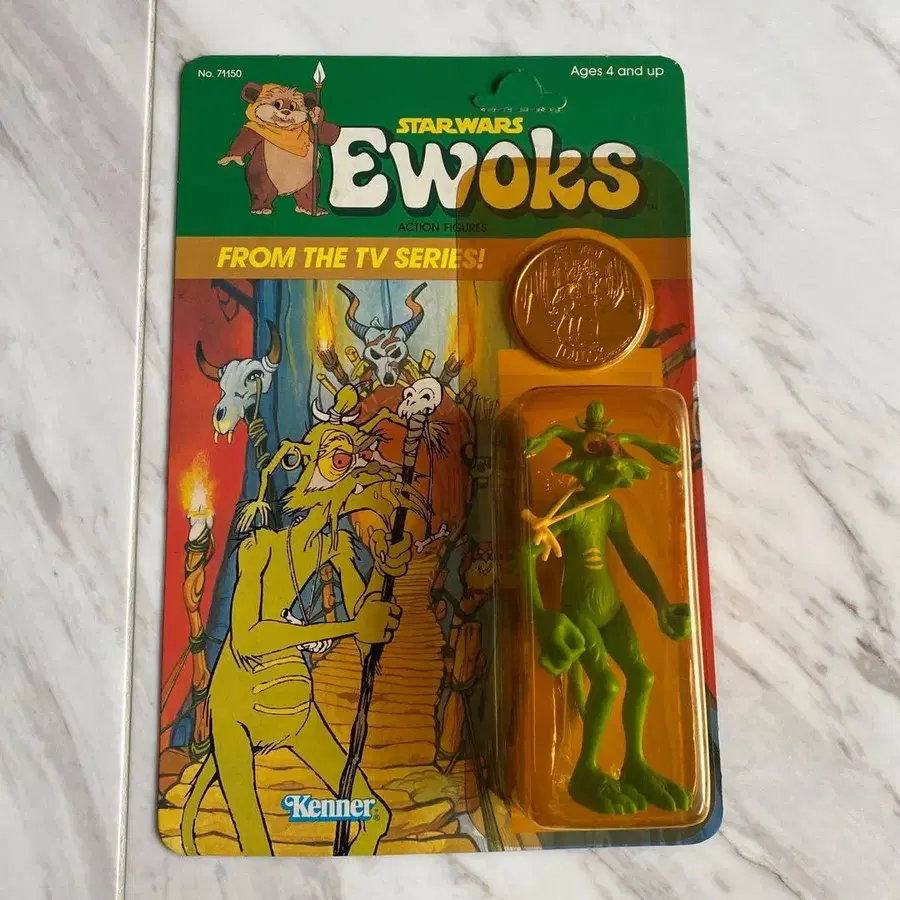 No. 71150
Ages 4 and up
STAR WARS
Ewoks
ACTION FIGURES
FROM THE TV SERIES!
Kenner